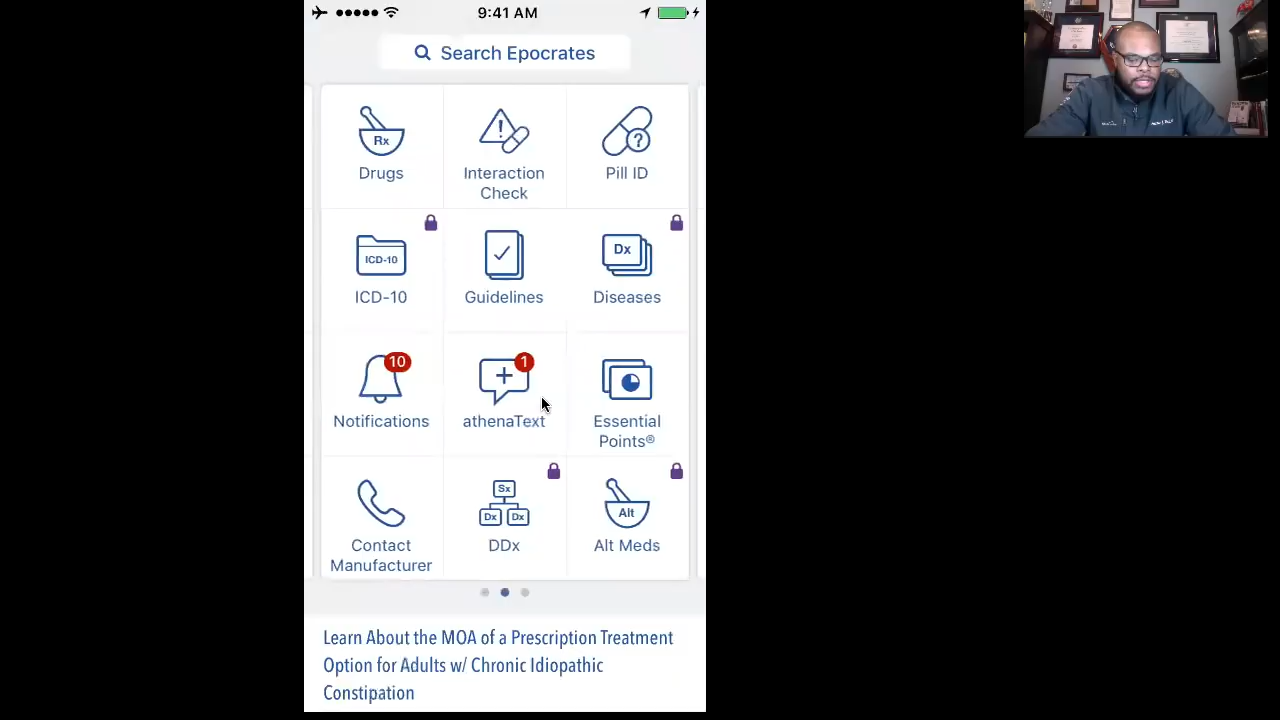 9:41 AM
Search Epocrates
Rx
Drugs
Interaction
Check
?
Pill ID
ICD-10
ICD-10
Guidelines
Dx
Diseases
10
Notifications
1
athenaText
Essential
Points®
Contact
Manufacturer
Sx
Dx Dx
DDx
Alt
Alt Meds
Learn About the MOA of a Prescription Treatment
Option for Adults w/ Chronic Idiopathic
Constipation